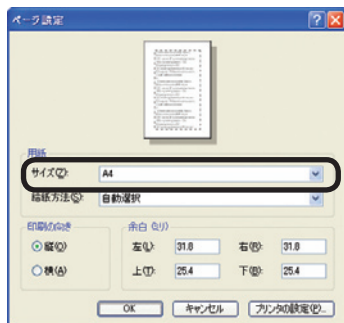 ページ設定
用紙
サイズ(Z): A4
給紙方法(S): 自動選択
印刷の向き
縦(O)
横(A)
余白 (ミリ)
左(L): 31.8 右(R): 31.8
上(T): 25.4 下(B): 25.4
OK キャンセル プリンタの設定(P)...